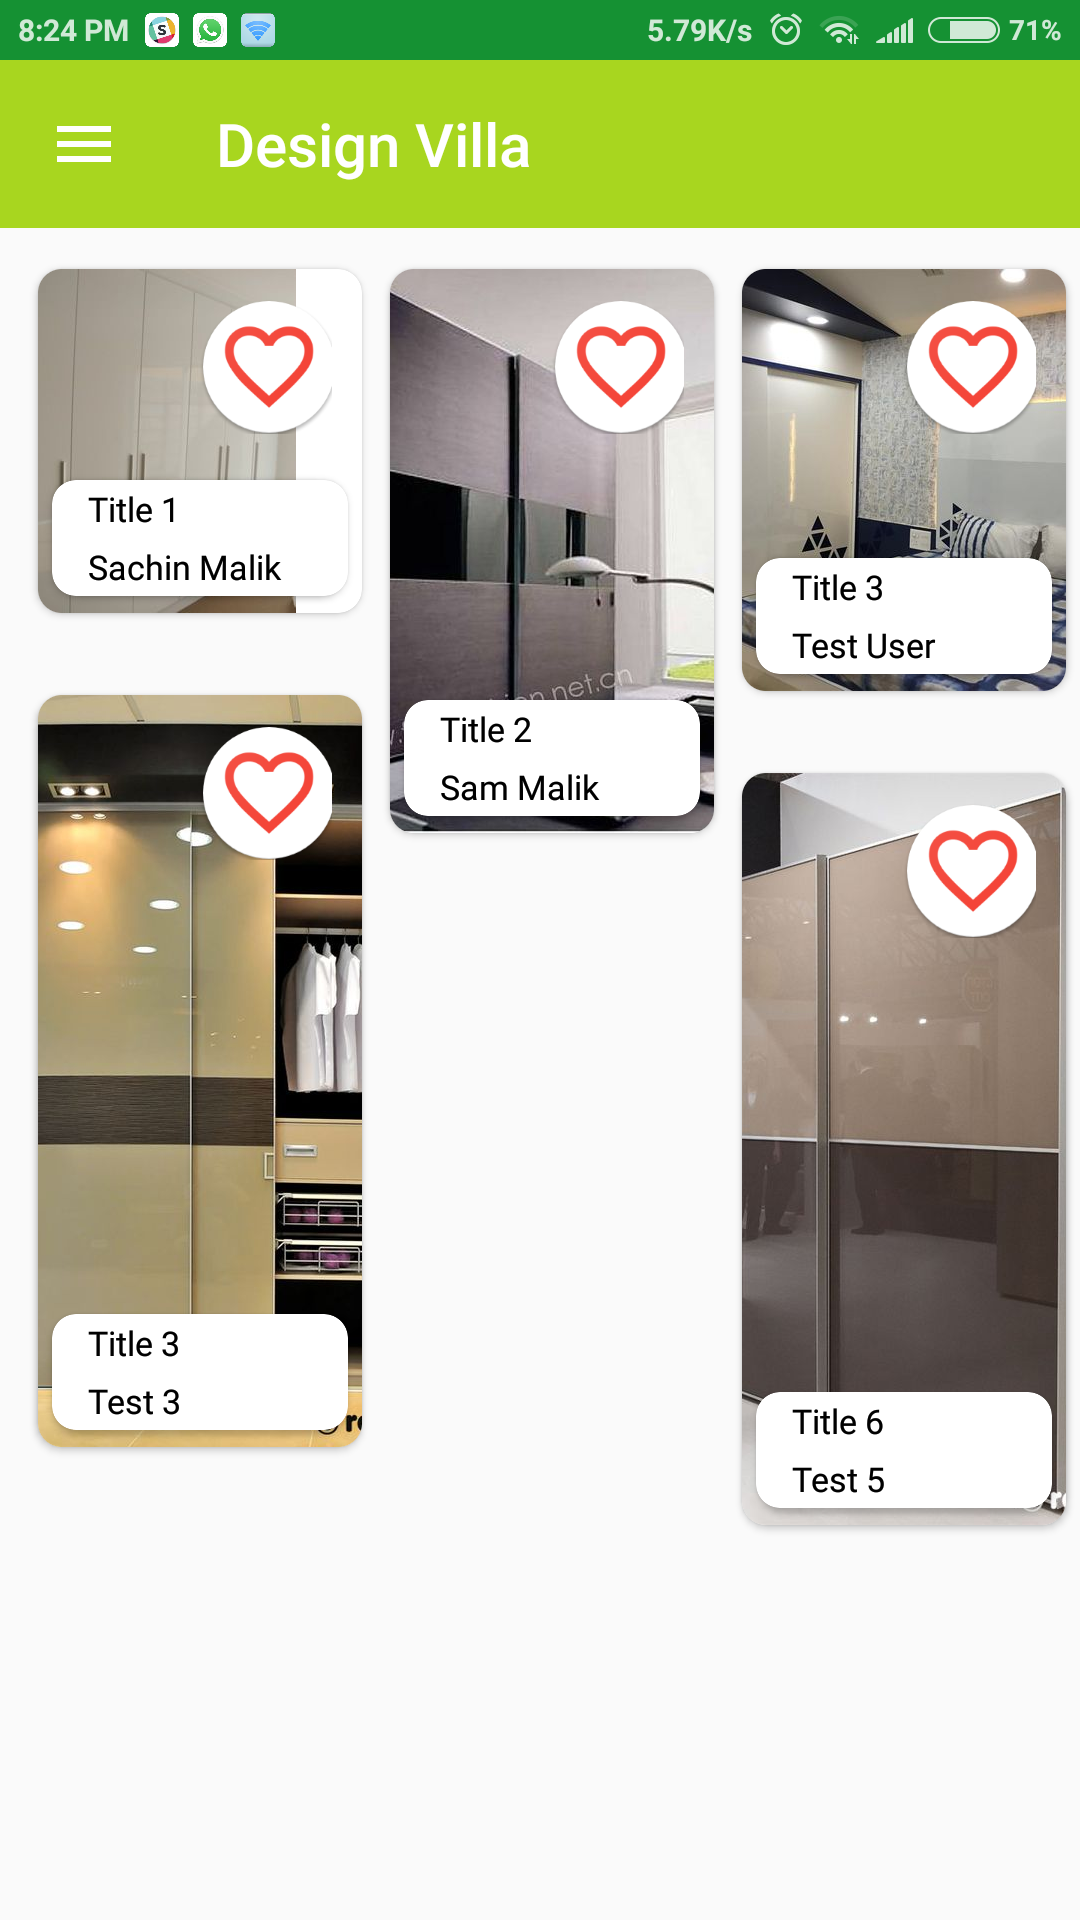 8:24 PM 5.79K/s 71%
Design Villa
Title 1
Sachin Malik
Title 2
Sam Malik
Title 3
Test User
Title 3
Test 3
Title 6
Test 5